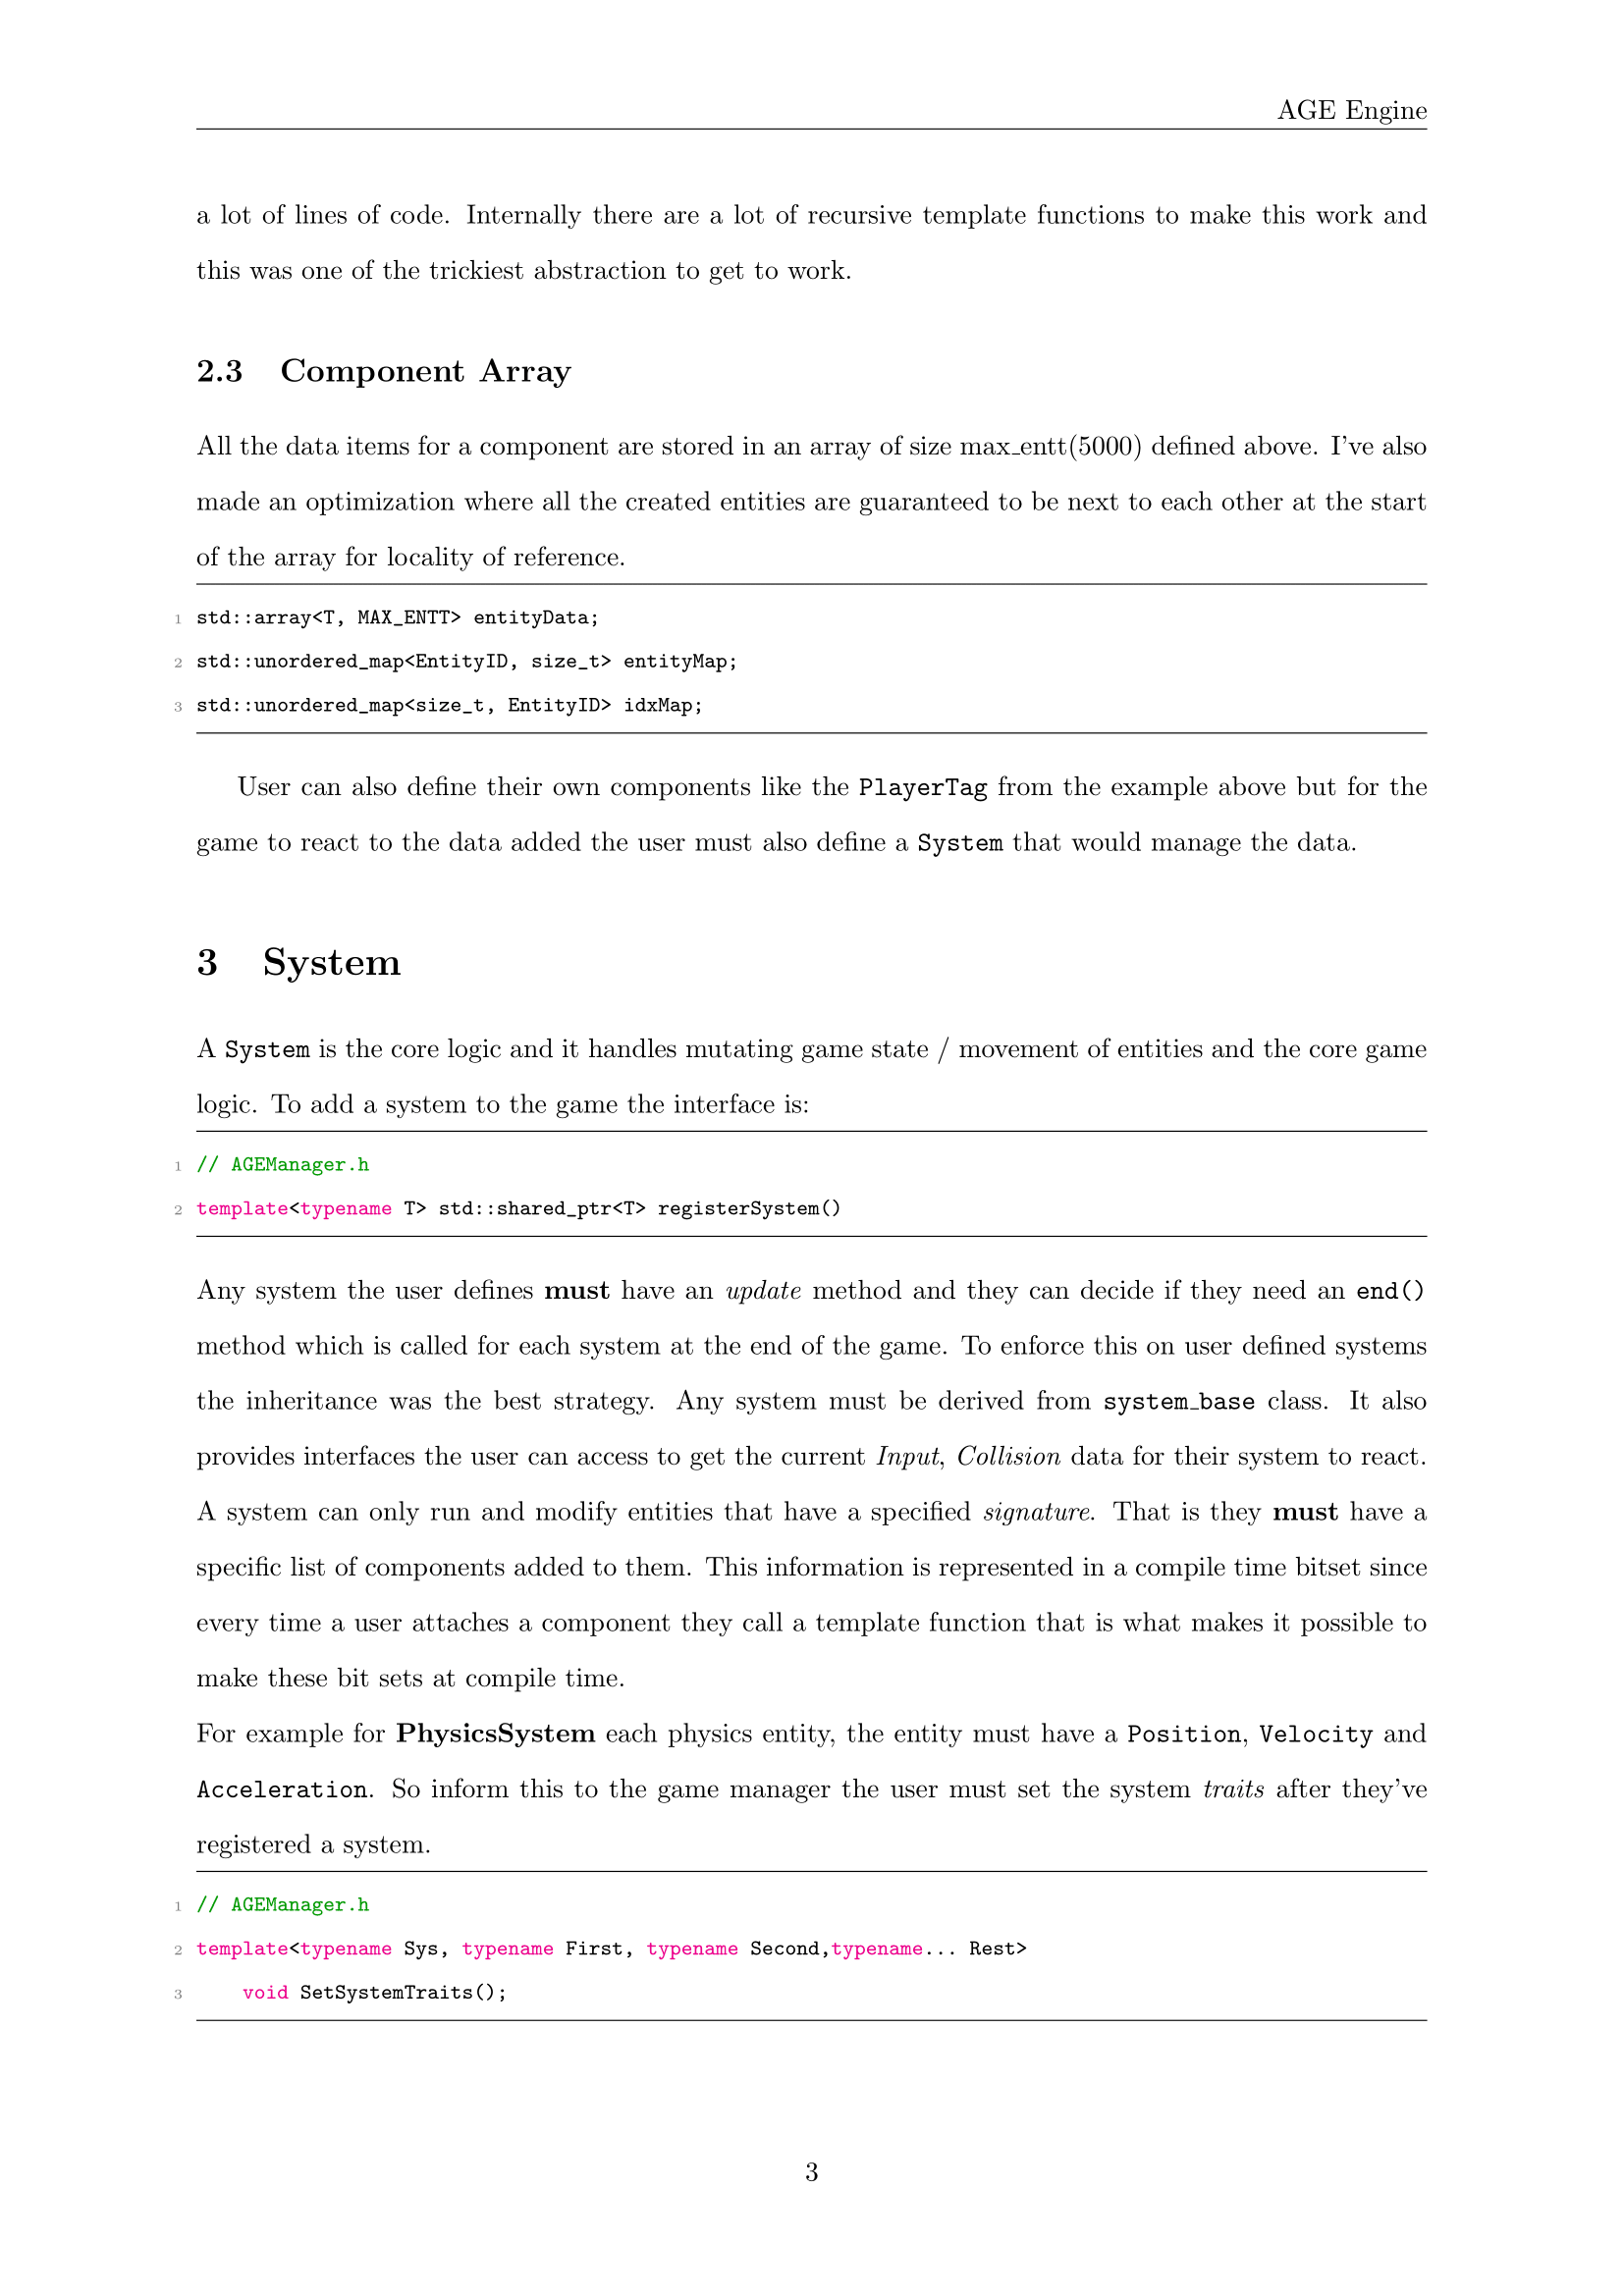 AGE Engine
a lot of lines of code. Internally there are a lot of recursive template functions to make this work and
this was one of the trickiest abstraction to get to work.
2.3 Component Array
All the data items for a component are stored in an array of size max_entt(5000) defined above. I've also
made an optimization where all the created entities are guaranteed to be next to each other at the start
of the array for locality of reference.
1 std::array<T, MAX_ENTT> entityData;
2 std::unordered_map<EntityID, size_t> entityMap;
3 std::unordered_map<size_t, EntityID> idxMap;
User can also define their own components like the PlayerTag from the example above but for the
game to react to the data added the user must also define a System that would manage the data.
3 System
A System is the core logic and it handles mutating game state / movement of entities and the core game
logic. To add a system to the game the interface is:
1 // AGEManager.h
2 template<typename T> std::shared_ptr<T> registerSystem()
Any system the user defines must have an update method and they can decide if they need an end()
method which is called for each system at the end of the game. To enforce this on user defined systems
the inheritance was the best strategy. Any system must be derived from system_base class. It also
provides interfaces the user can access to get the current Input, Collision data for their system to react.
A system can only run and modify entities that have a specified signature. That is they must have a
specific list of components added to them. This information is represented in a compile time bitset since
every time a user attaches a component they call a template function that is what makes it possible to
make these bit sets at compile time.
For example for PhysicsSystem each physics entity, the entity must have a Position, Velocity and
Acceleration. So inform this to the game manager the user must set the system traits after they've
registered a system.
1 // AGEManager.h
2 template<typename Sys, typename First, typename Second,typename... Rest>
3 void SetSystemTraits();
3